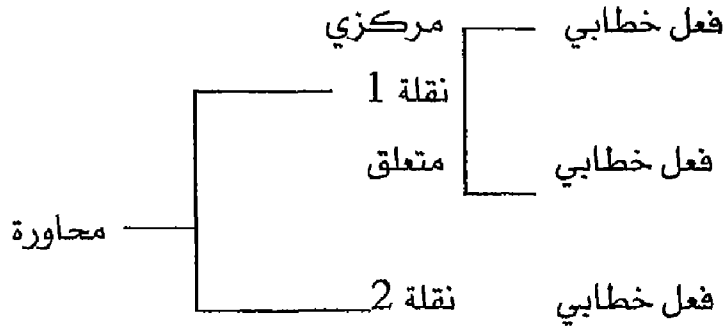 فعل خطابي مركزي
نقلة 1
فعل خطابي متعلق
محاورة
فعل خطابي نقلة 2